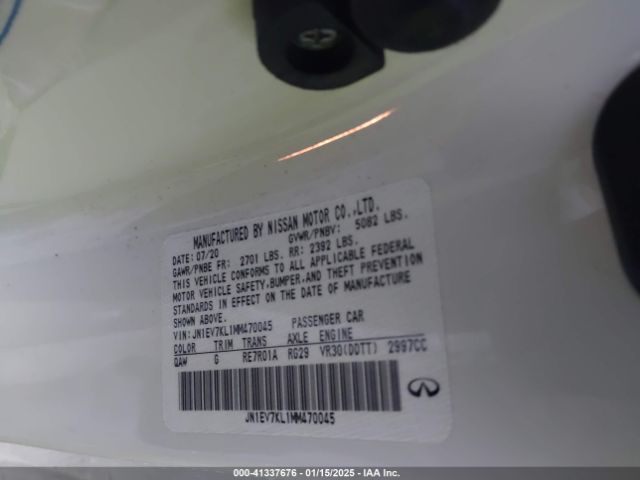 MANUFACTURED BY NISSAN MOTOR CO.,LTD.
DATE: 07/20 GVWR/PNBV: 5082 LBS.
GAWR/PNBE FR: 2701 LBS. RR: 2392 LBS.
THIS VEHICLE CONFORMS TO ALL APPLICABLE FEDERAL
MOTOR VEHICLE SAFETY,BUMPER,AND THEFT PREVENTION
STANDARDS IN EFFECT ON THE DATE OF MANUFACTURE
SHOWN ABOVE.
VIN: JN1EV7KL1MM470045 PASSENGER CAR
COLOR TRIM TRANS AXLE ENGINE
QAW G RE7R01A RG29 VR30(DDTT) 2997CC
JN1EV7KL1MM470045
000-41337676 - 01/15/2025 - IAA Inc.